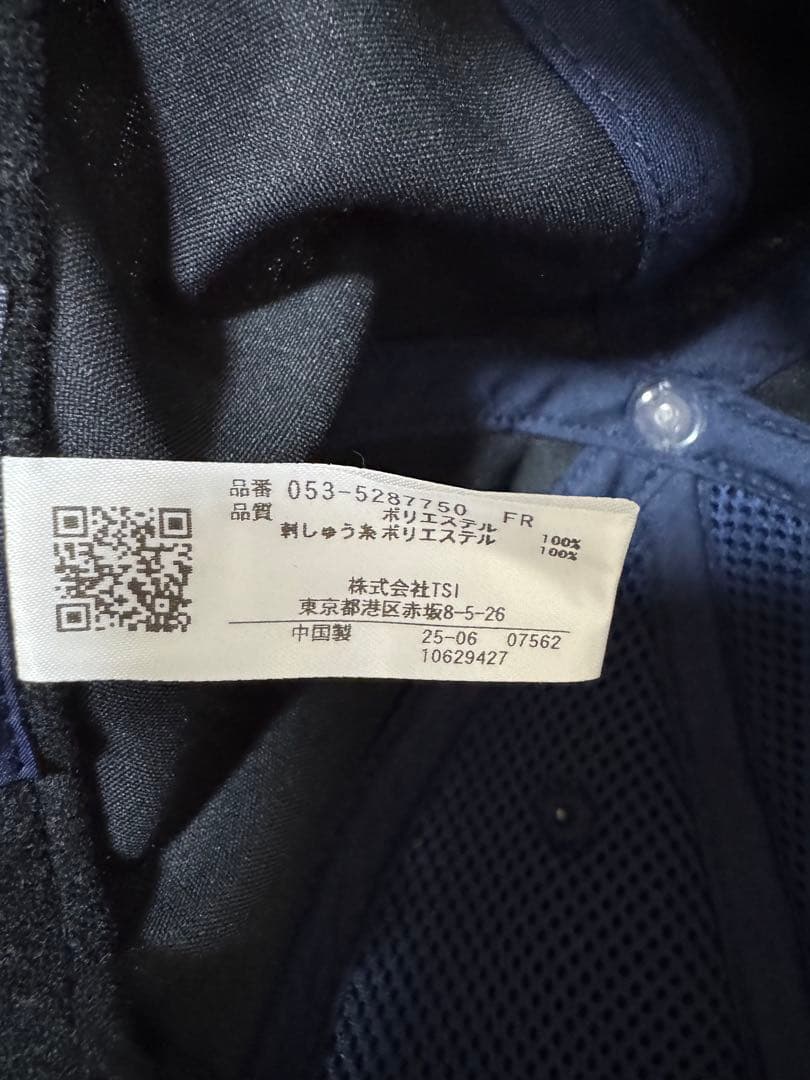 品番 053-5287750 FR
品質 ポリエステル 100%
刺しゅう糸 ポリエステル 100%
株式会社TSI
東京都港区赤坂8-5-26
中国製 25-06 07562
10629427